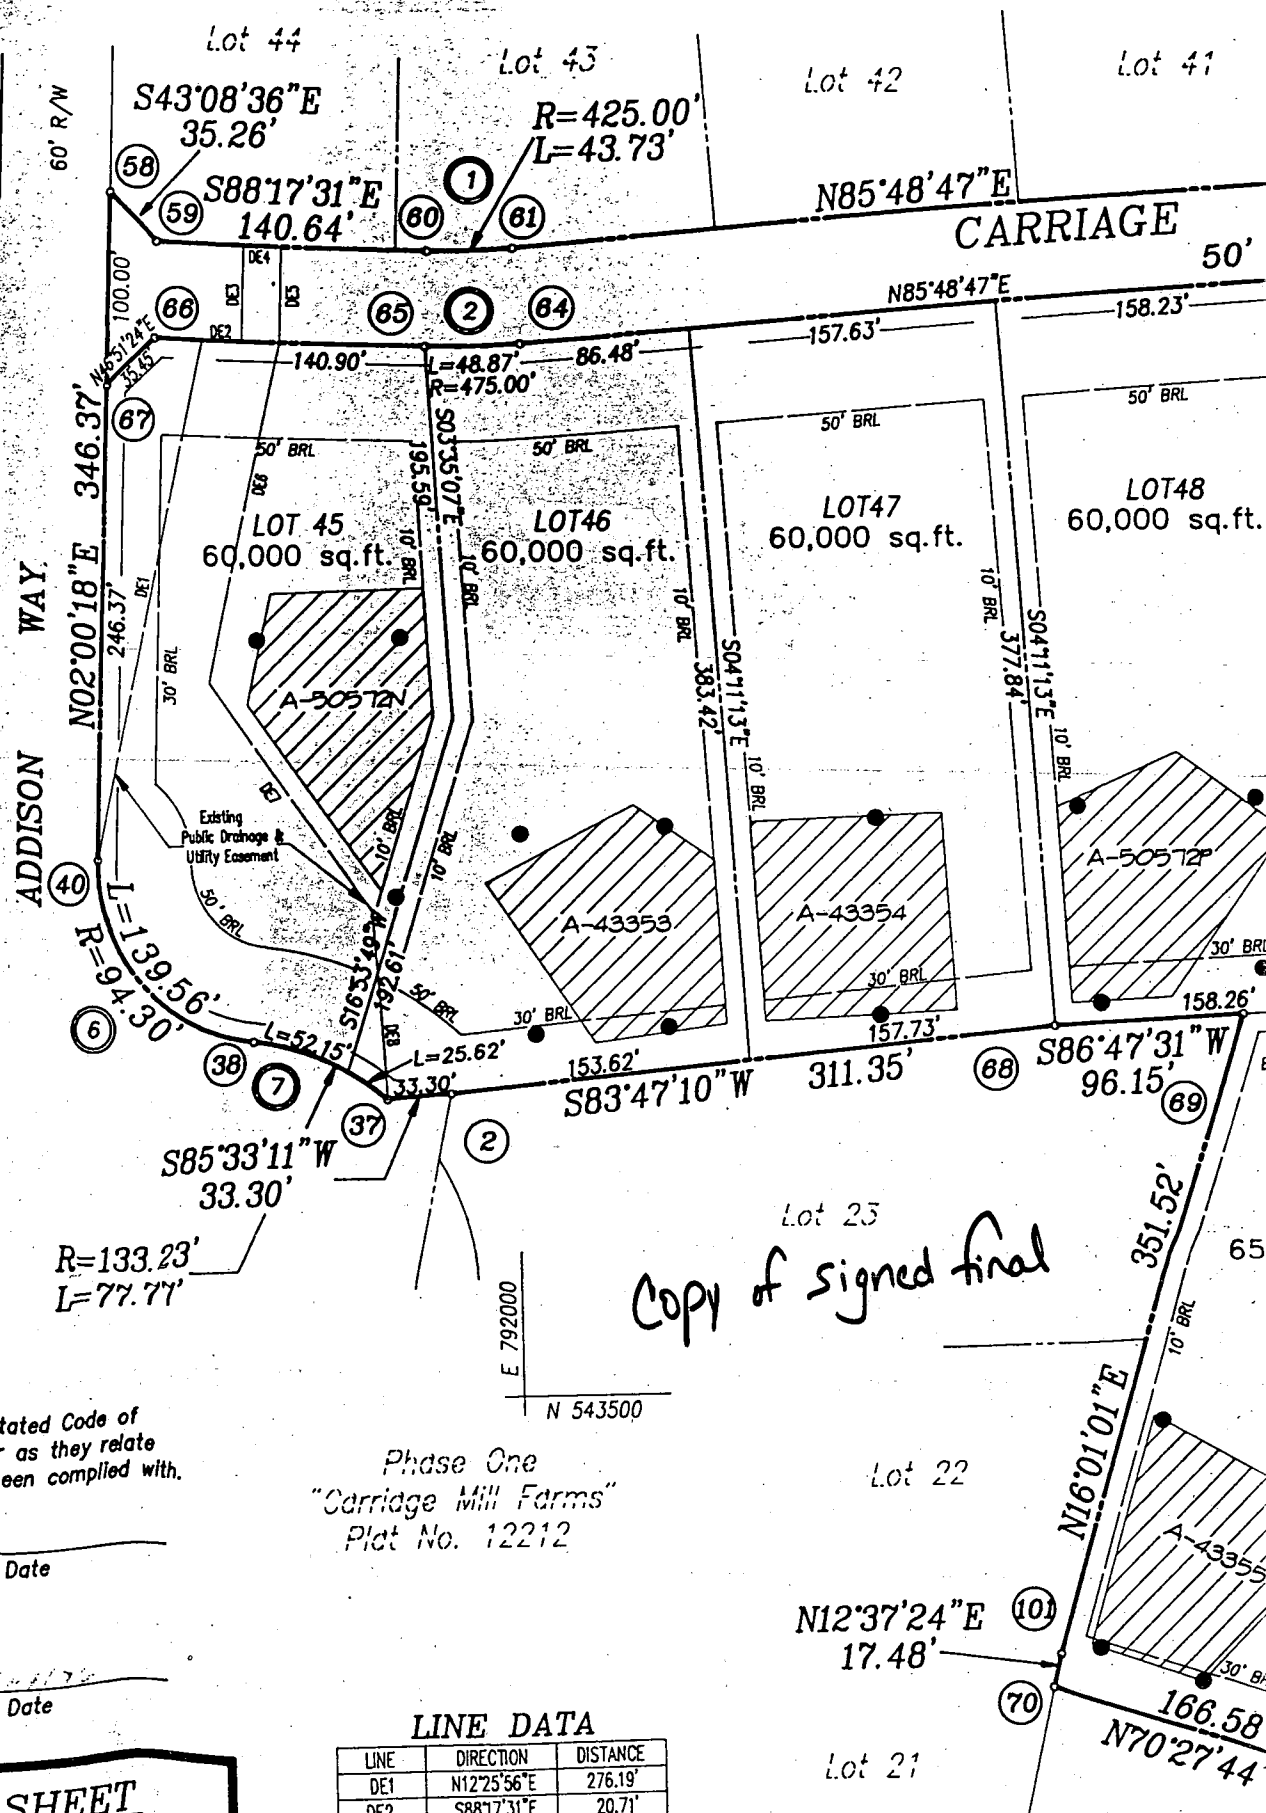 Lot 44
Lot 43
Lot 42
Lot 41
60' R/W
S43°08'36"E
35.26'
R=425.00'
L=43.73'
58
59
S88°17'31"E
140.64'
60
1
61
N85°48'47"E
CARRIAGE
50'
DE4
DE3
DE5
100.00'
66
DE2
65
2
64
N85°48'47"E
158.23'
157.63'
86.48'
140.90'
L=48.87'
R=475.00'
N46°51'24"E
35.45'
67
346.37'
N02°00'18"E
246.37'
ADDISON WAY
DE1
30' BRL
50' BRL
DE6
195.59'
S03°35'07"E
50' BRL
50' BRL
50' BRL
LOT 45
60,000 sq.ft.
LOT46
60,000 sq.ft.
LOT47
60,000 sq.ft.
LOT48
60,000 sq.ft.
10' BRL
10' BRL
10' BRL
383.42'
S04°11'13"E
10' BRL
10' BRL
377.84'
S04°11'13"E
10' BRL
A-50572N
DE7
Existing
Public Drainage &
Utility Easement
10' BRL
10' BRL
50' BRL
A-43353
A-43354
A-50572P
40
L=139.56'
R=94.30'
6
S16°53'49"W
192.61'
50' BRL
DE8
30' BRL
30' BRL
30' BRL
158.26'
38
L=52.15'
7
L=25.62'
33.30'
37
153.62'
157.73'
S83°47'10"W
311.35'
68
S86°47'31"W
96.15'
69
2
S85°33'11"W
33.30'
R=133.23'
L=77.77'
Lot 23
Copy of signed final
351.52'
65
10' BRL
E 792000
N 543500
tated Code of
r as they relate
een complied with.
Phase One
"Carriage Mill Farms"
Plat No. 12212
Lot 22
N16°01'01"E
A-43355
Date
N12°37'24"E
17.48'
101
30' BR
Date
70
166.58
N70°27'44"
Lot 21
LINE DATA
LINE DIRECTION DISTANCE
DE1 N12°25'56"E 276.19'
DE2 S88°17'31"E 20.71'
SHEET